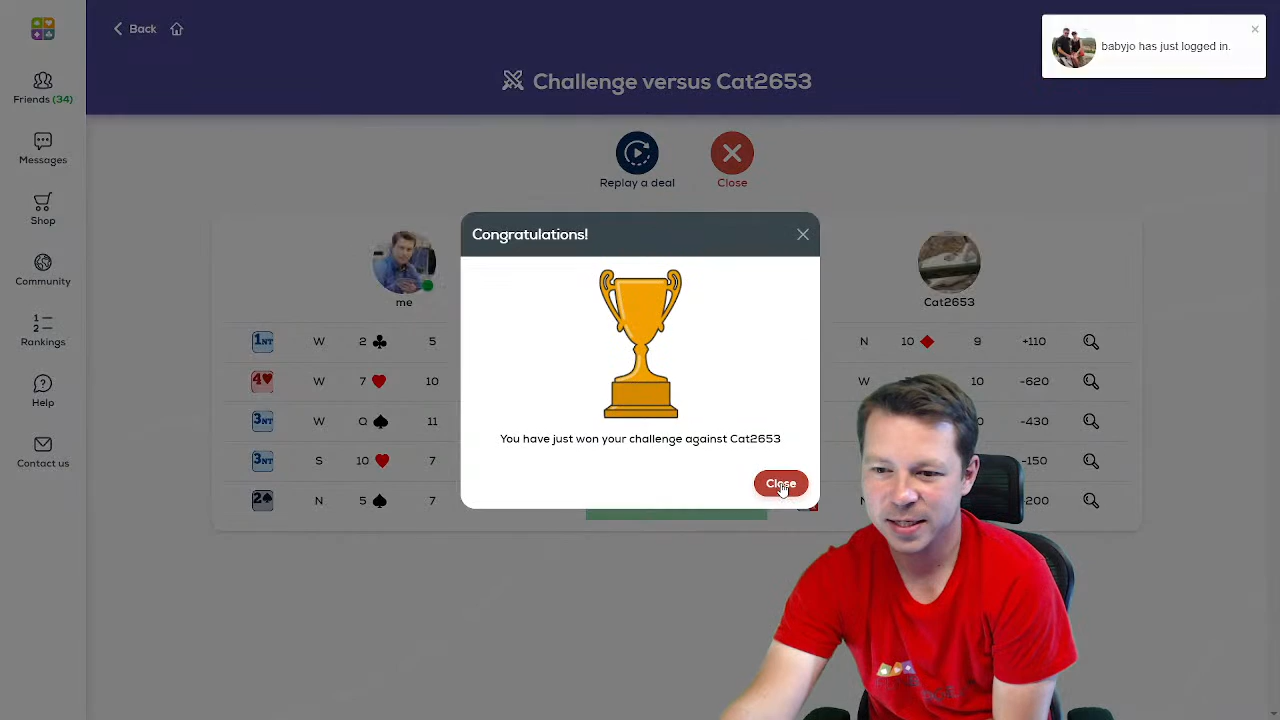 Back
babyjo has just logged in.
Friends (34)
Challenge versus Cat2653
Messages
Replay a deal
Close
Shop
Congratulations!
Community
me
Cat2653
1NT W 2 ♣ 5
N 10 ♦ 9 +110
Rankings
4♥ W 7 ♥ 10
W 10 -620
3NT W Q ♠ 11
-430
Help
You have just won your challenge against Cat2653
Contact us
3NT S 10 ♥ 7
-150
Close
2♠ N 5 ♠ 7
200